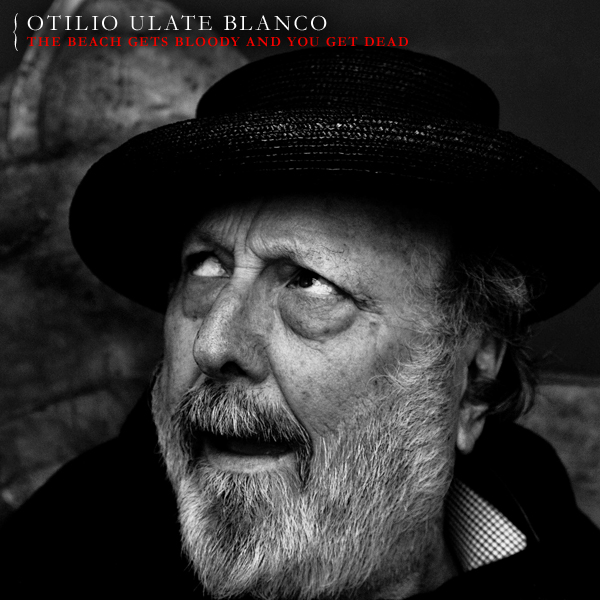 { OTILIO ULATE BLANCO
THE BEACH GETS BLOODY AND YOU GET DEAD